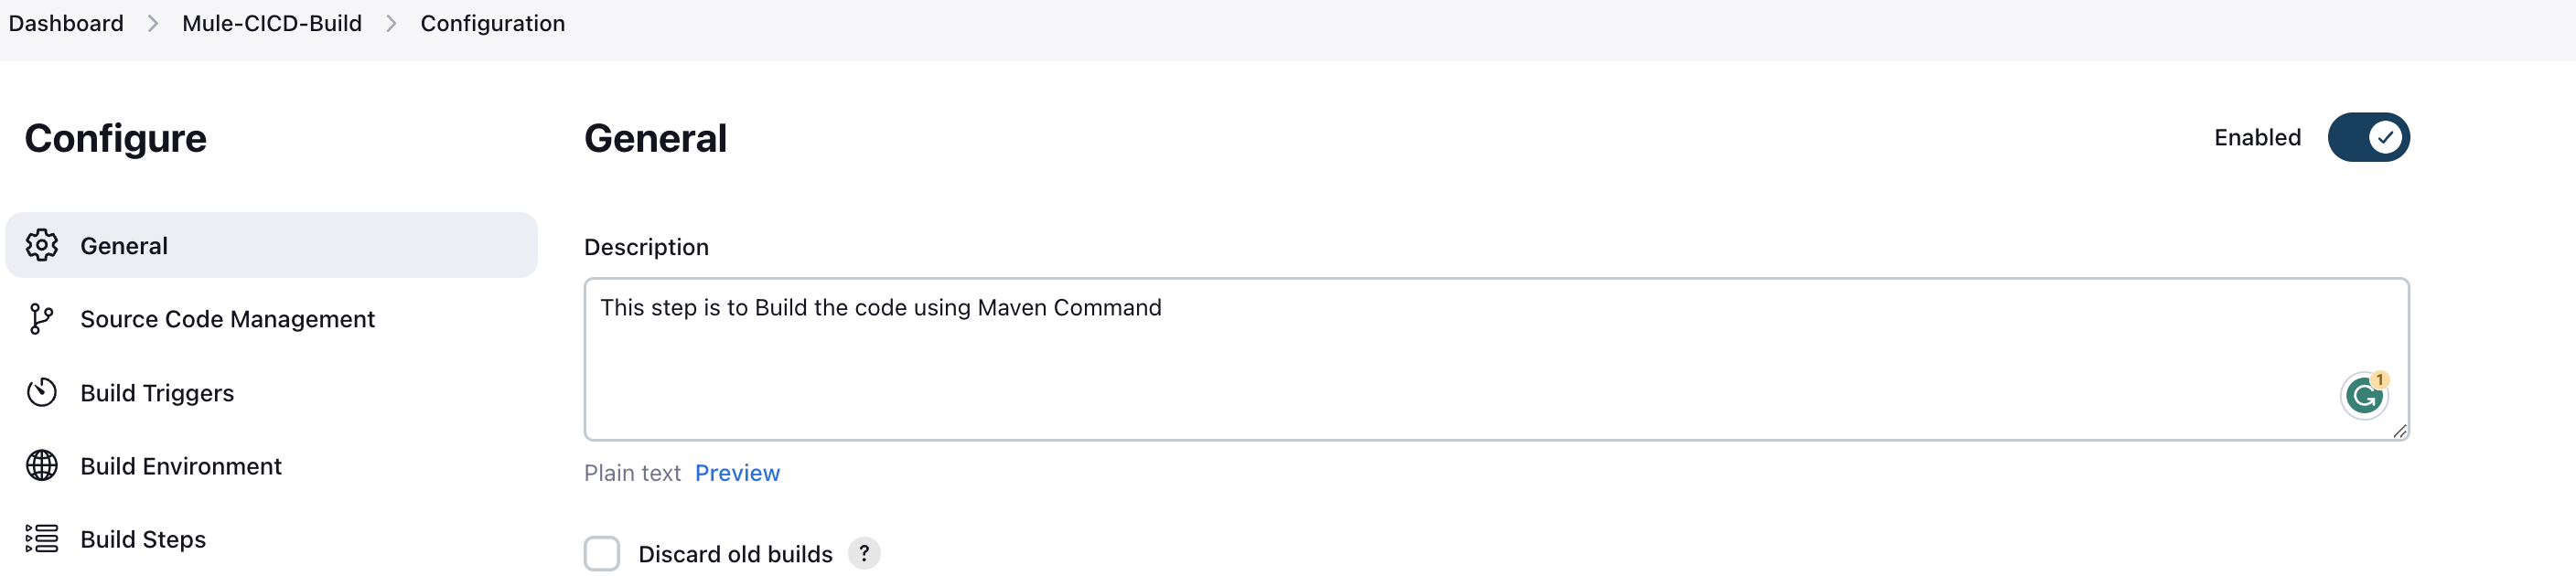 Dashboard > Mule-CICD-Build > Configuration
Configure
General
Source Code Management
Build Triggers
Build Environment
Build Steps
General
Enabled
Description
This step is to Build the code using Maven Command
1
Plain text Preview
Discard old builds ?